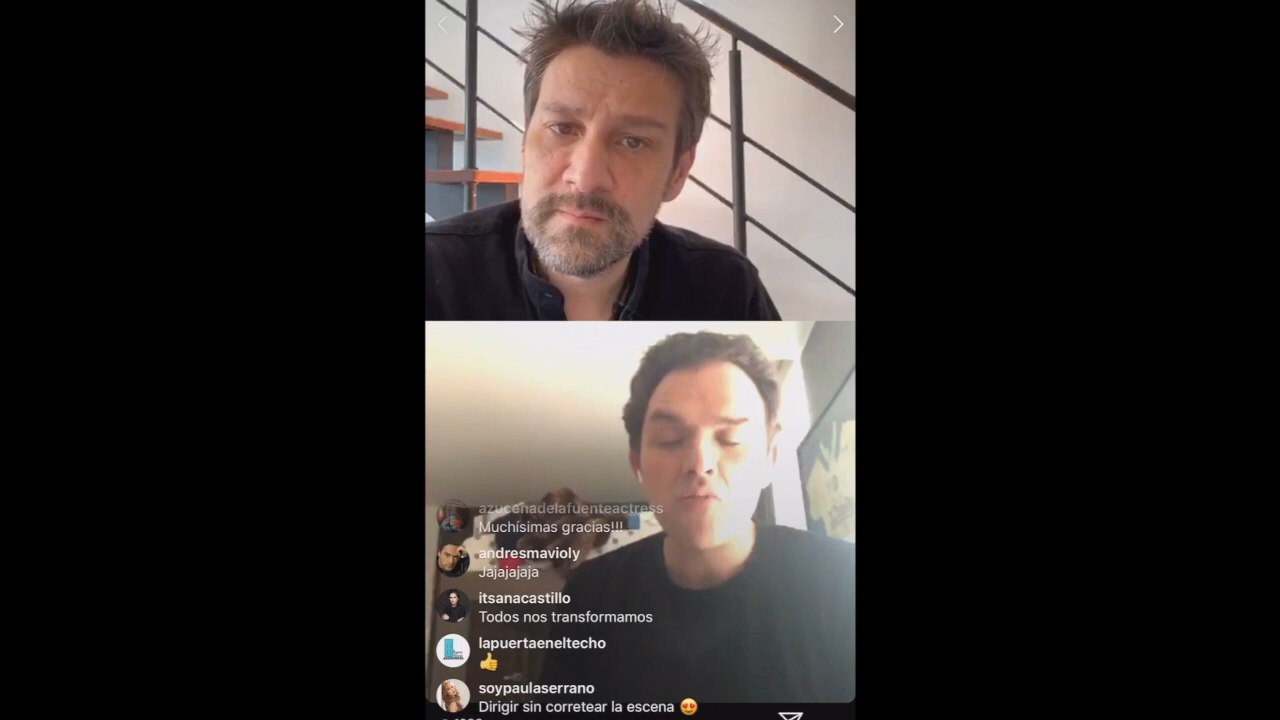 azucenadelafuenteactress
Muchísimas gracias!!!
andresmavioly
Jajajajaja
itsanacastillo
Todos nos transformamos
lapuertaeneltecho
👍
soypaulaserrano
Dirigir sin corretear la escena 😍